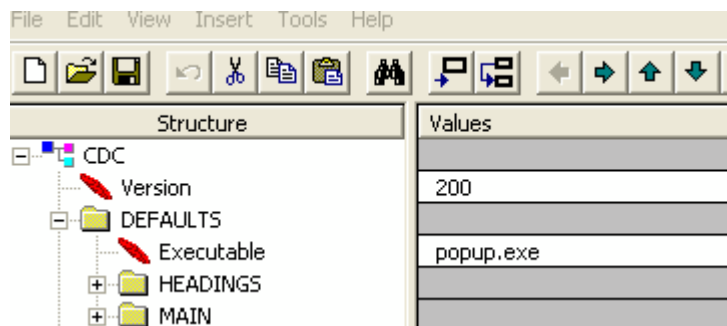 File Edit View Insert Tools Help
Structure Values
CDC
Version 200
DEFAULTS
Executable popup.exe
HEADINGS
MAIN